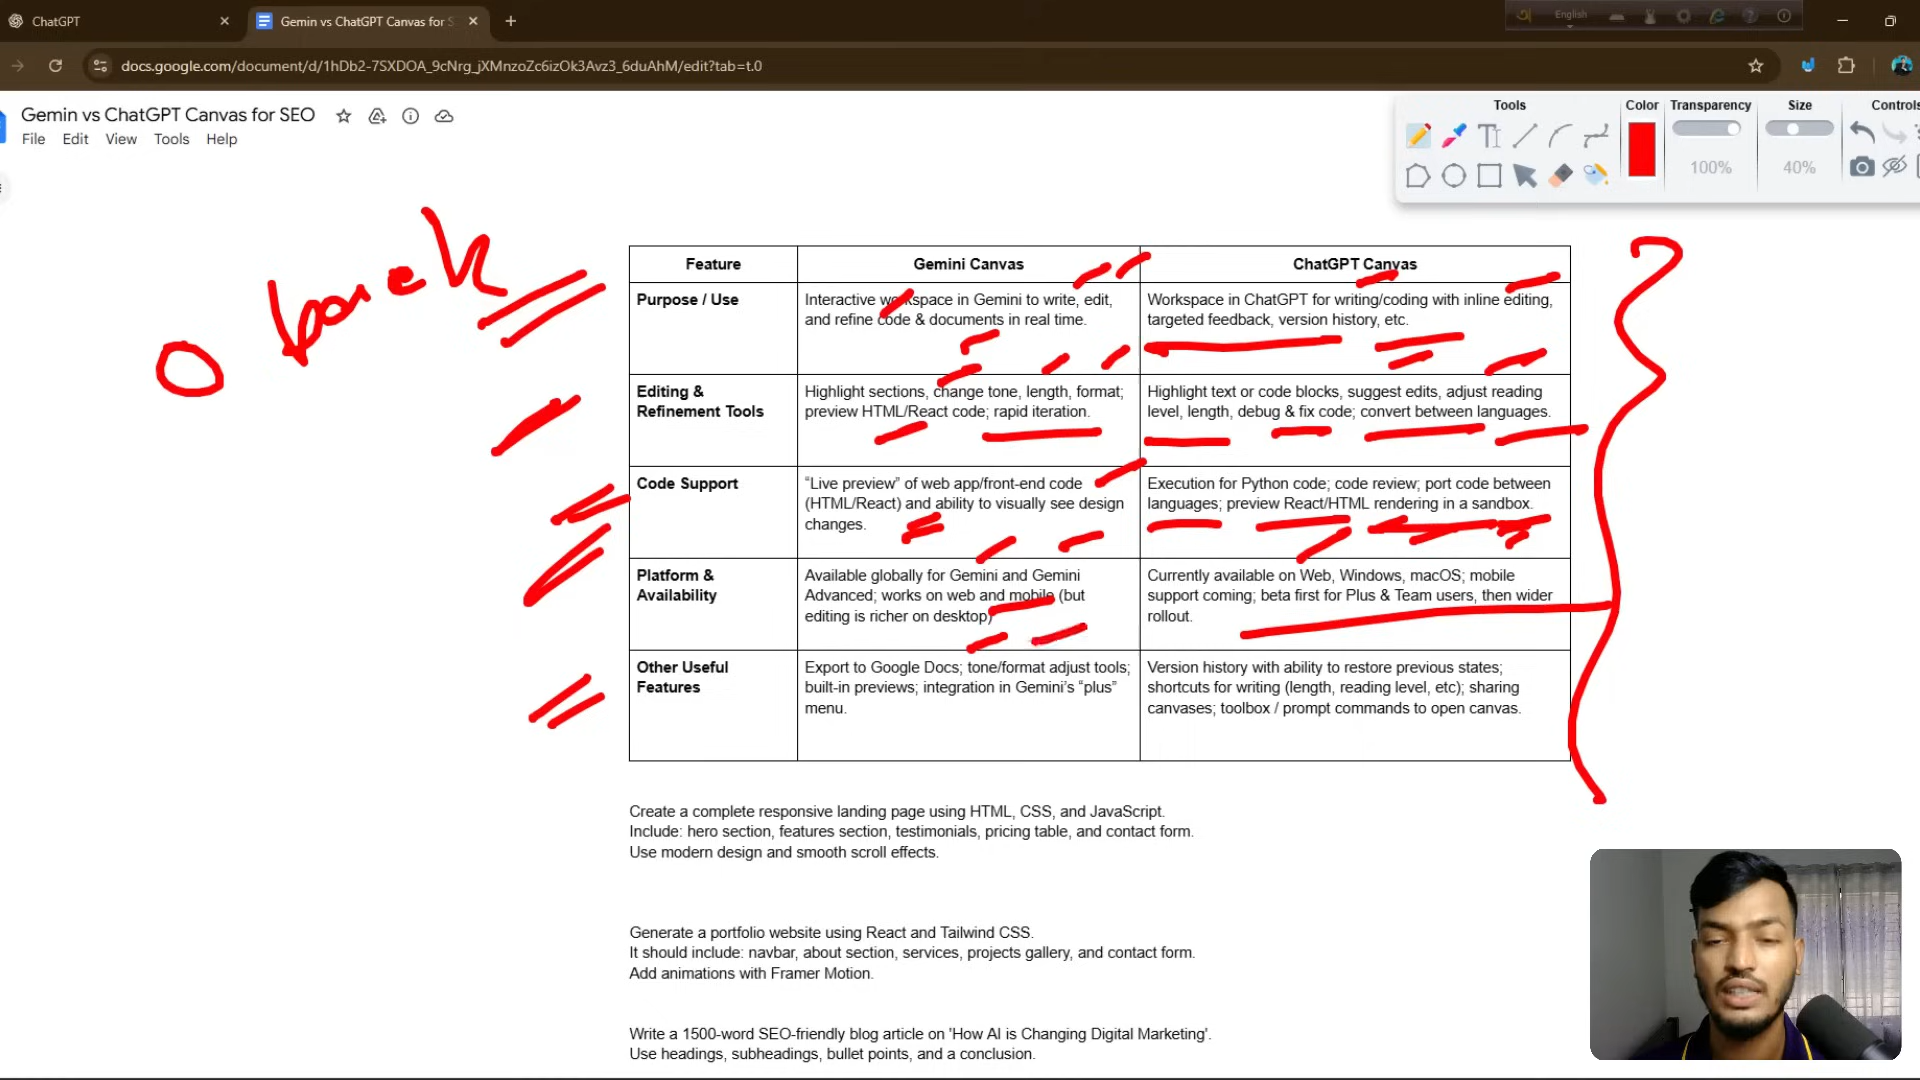 ChatGPT
Gemin vs ChatGPT Canvas for S
English
docs.google.com/document/d/1hDb2-7SXDOA_9cNrg_jXMnzoZc6izOk3Avz3_6duAhM/edit?tab=t.0
Gemin vs ChatGPT Canvas for SEO
File Edit View Tools Help
Tools Color Transparency Size Controls
100% 40%
Feature Gemini Canvas ChatGPT Canvas
Purpose / Use
Interactive workspace in Gemini to write, edit,
and refine code & documents in real time.
Workspace in ChatGPT for writing/coding with inline editing,
targeted feedback, version history, etc.
Editing &
Refinement Tools
Highlight sections, change tone, length, format;
preview HTML/React code; rapid iteration.
Highlight text or code blocks, suggest edits, adjust reading
level, length, debug & fix code; convert between languages.
Code Support
“Live preview” of web app/front-end code
(HTML/React) and ability to visually see design
changes.
Execution for Python code; code review; port code between
languages; preview React/HTML rendering in a sandbox.
Platform &
Availability
Available globally for Gemini and Gemini
Advanced; works on web and mobile (but
editing is richer on desktop)
Currently available on Web, Windows, macOS; mobile
support coming; beta first for Plus & Team users, then wider
rollout.
Other Useful
Features
Export to Google Docs; tone/format adjust tools;
built-in previews; integration in Gemini’s “plus”
menu.
Version history with ability to restore previous states;
shortcuts for writing (length, reading level, etc); sharing
canvases; toolbox / prompt commands to open canvas.
Create a complete responsive landing page using HTML, CSS, and JavaScript.
Include: hero section, features section, testimonials, pricing table, and contact form.
Use modern design and smooth scroll effects.
Generate a portfolio website using React and Tailwind CSS.
It should include: navbar, about section, services, projects gallery, and contact form.
Add animations with Framer Motion.
Write a 1500-word SEO-friendly blog article on 'How AI is Changing Digital Marketing'.
Use headings, subheadings, bullet points, and a conclusion.